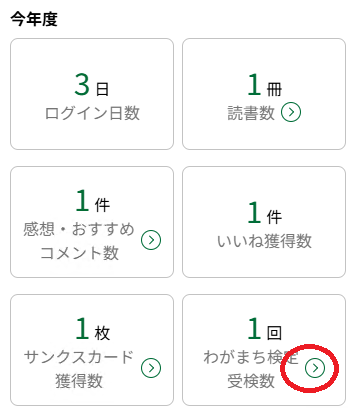 今年度
3 日
ログイン日数
1 冊
読書数
1 件
感想・おすすめ
コメント数
1 件
いいね獲得数
1 枚
サンクスカード
獲得数
1 回
わがまち検定
受検数